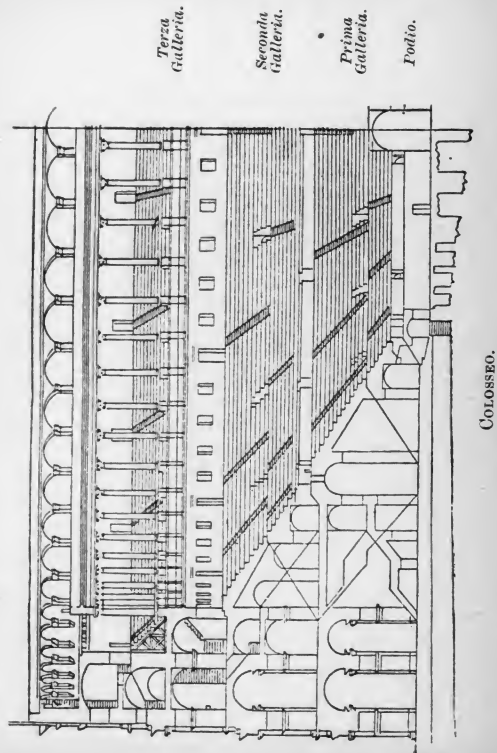 Terza
Galleria.
Seconda
Galleria.
Prima
Galleria.
Podio.
COLOSSEO.